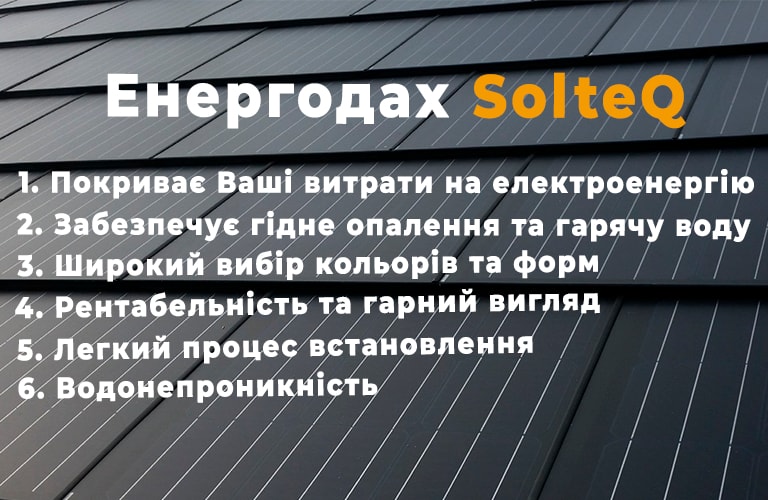 Енергодах SolteQ
1. Покриває Ваші витрати на електроенергію
2. Забезпечує гідне опалення та гарячу воду
3. Широкий вибір кольорів та форм
4. Рентабельність та гарний вигляд
5. Легкий процес встановлення
6. Водонепроникність